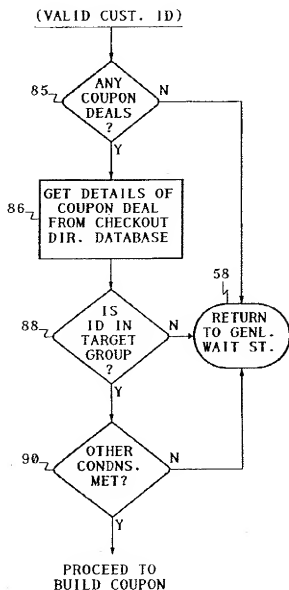 (VALID CUST. ID)
85
ANY
COUPON
DEALS
?
N
Y
86
GET DETAILS OF
COUPON DEAL
FROM CHECKOUT
DIR. DATABASE
58
RETURN
TO GENL.
WAIT ST.
88
IS
ID IN
TARGET
GROUP
?
N
Y
90
OTHER
CONDNS.
MET?
N
Y
PROCEED TO
BUILD COUPON